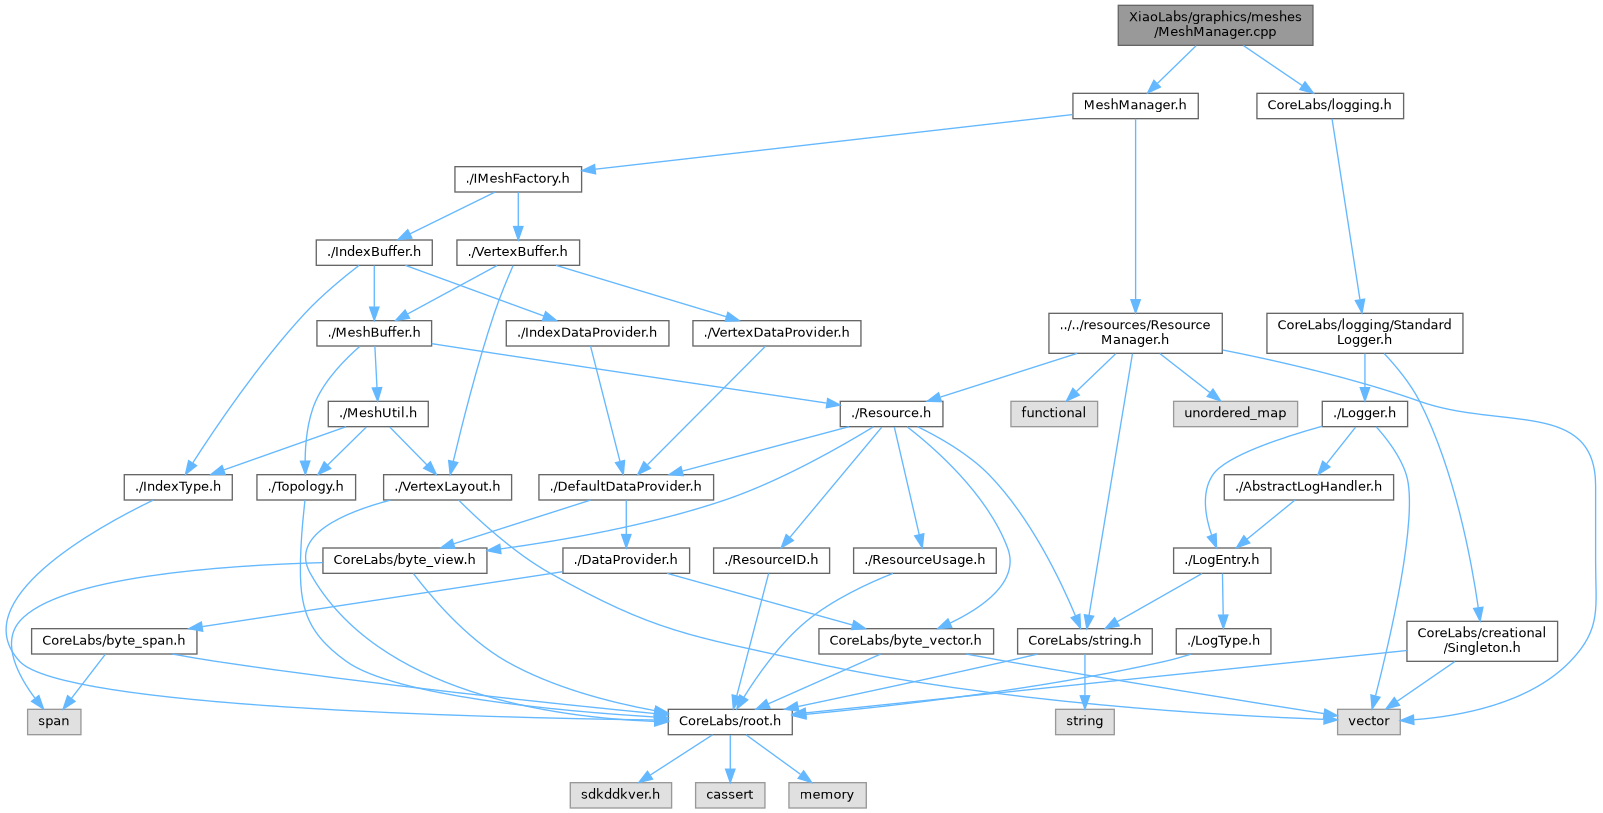 XiaoLabs/graphics/meshes
/MeshManager.cpp
MeshManager.h
CoreLabs/logging.h
./IMeshFactory.h
./IndexBuffer.h
./VertexBuffer.h
./MeshBuffer.h
./IndexDataProvider.h
./VertexDataProvider.h
../../resources/Resource
Manager.h
CoreLabs/logging/Standard
Logger.h
./MeshUtil.h
./Resource.h
functional
unordered_map
./Logger.h
./IndexType.h
./Topology.h
./VertexLayout.h
./DefaultDataProvider.h
./AbstractLogHandler.h
CoreLabs/byte_view.h
./DataProvider.h
./ResourceID.h
./ResourceUsage.h
./LogEntry.h
CoreLabs/byte_span.h
CoreLabs/byte_vector.h
CoreLabs/string.h
./LogType.h
CoreLabs/creational
/Singleton.h
span
CoreLabs/root.h
string
vector
sdkddkver.h
cassert
memory